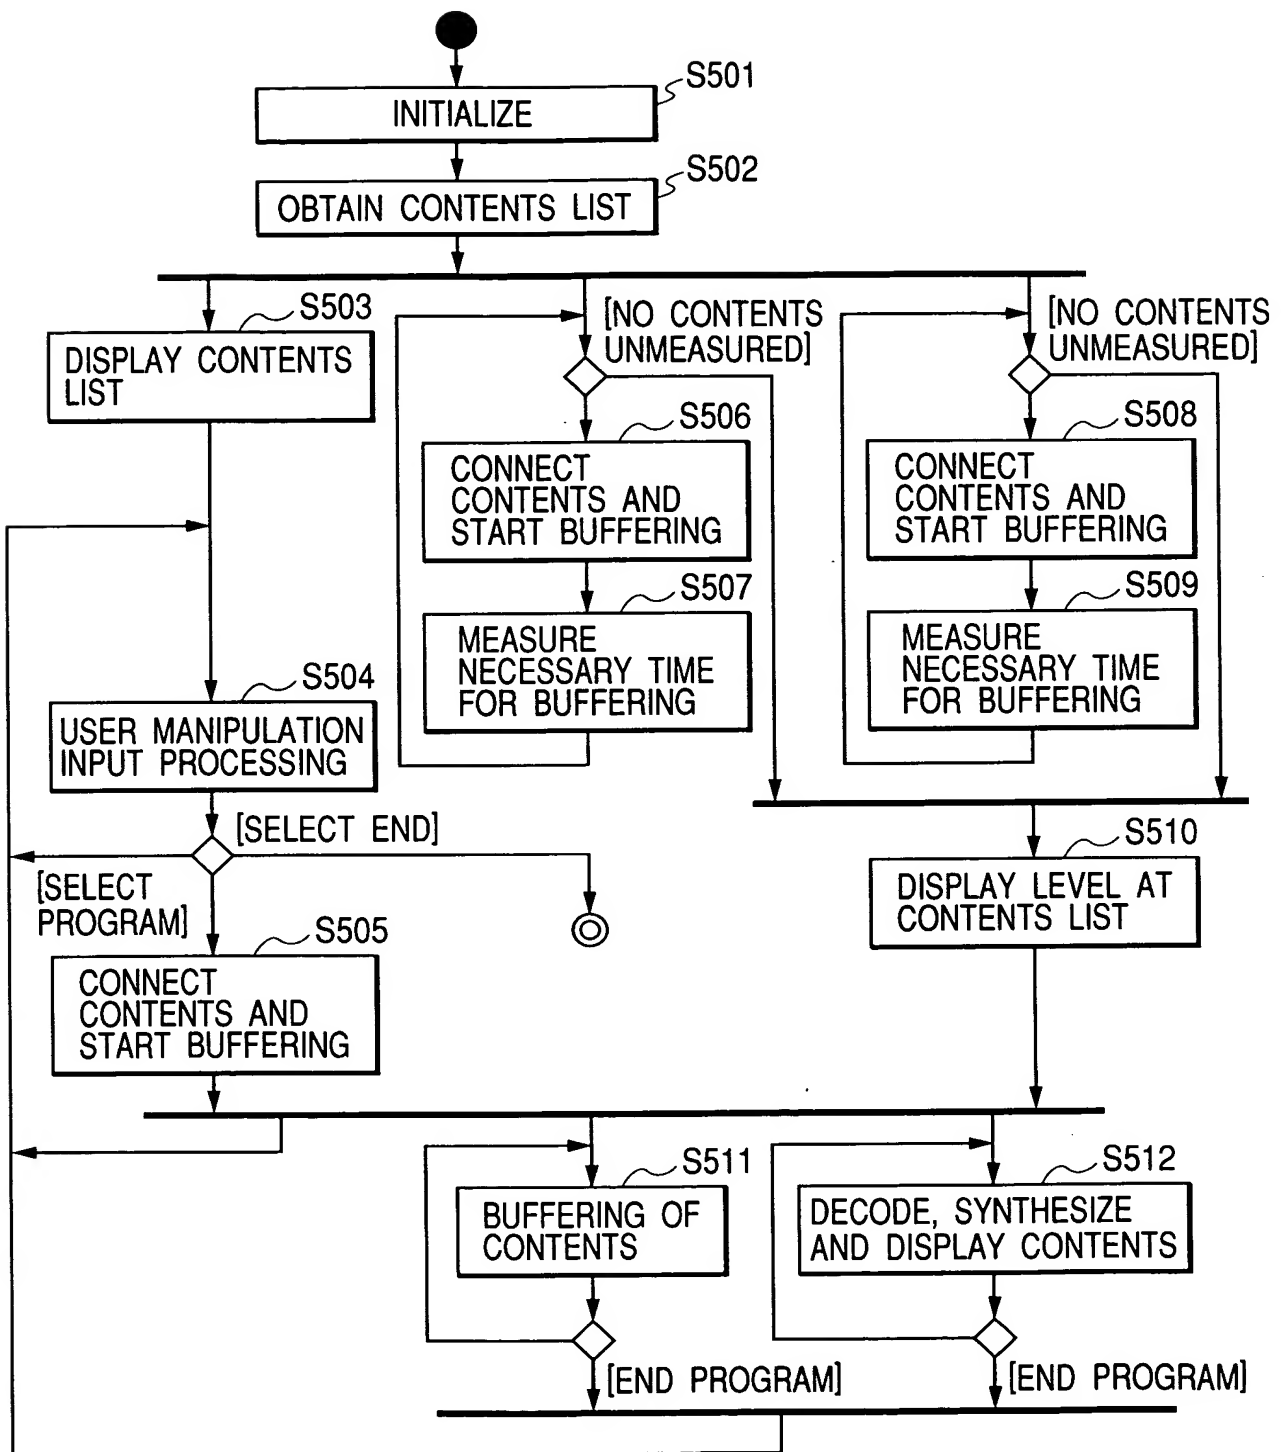 S501
INITIALIZE
S502
OBTAIN CONTENTS LIST
S503
DISPLAY CONTENTS
LIST
[NO CONTENTS
UNMEASURED]
[NO CONTENTS
UNMEASURED]
S506
CONNECT
CONTENTS AND
START BUFFERING
S508
CONNECT
CONTENTS AND
START BUFFERING
S507
MEASURE
NECESSARY TIME
FOR BUFFERING
S509
MEASURE
NECESSARY TIME
FOR BUFFERING
S504
USER MANIPULATION
INPUT PROCESSING
[SELECT END]
[SELECT
PROGRAM]
S505
CONNECT
CONTENTS AND
START BUFFERING
S510
DISPLAY LEVEL AT
CONTENTS LIST
S511
BUFFERING OF
CONTENTS
S512
DECODE, SYNTHESIZE
AND DISPLAY CONTENTS
[END PROGRAM]
[END PROGRAM]